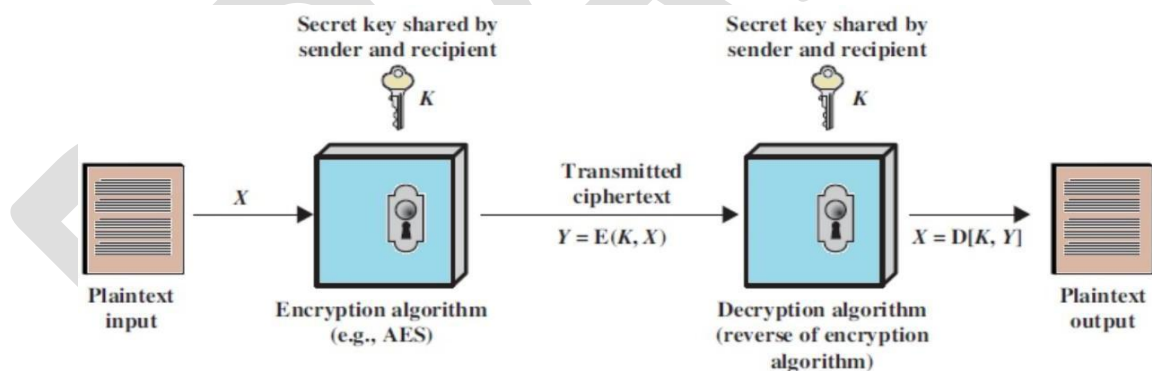 Secret key shared by
sender and recipient
K
Secret key shared by
sender and recipient
K
X
Transmitted
ciphertext
Y = E(K, X)
X = D[K, Y]
Plaintext
input
Encryption algorithm
(e.g., AES)
Decryption algorithm
(reverse of encryption
algorithm)
Plaintext
output